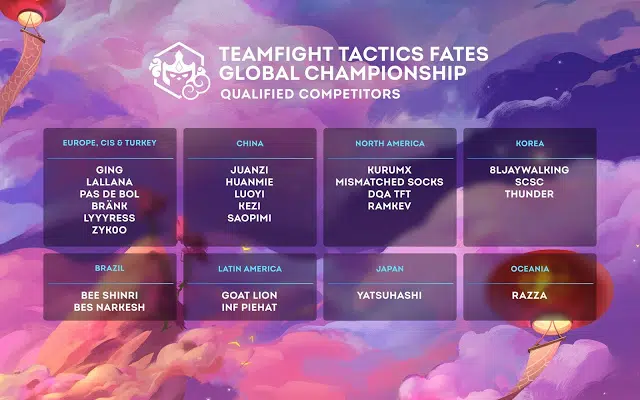 TEAMFIGHT TACTICS FATES
GLOBAL CHAMPIONSHIP
QUALIFIED COMPETITORS
EUROPE, CIS & TURKEY
GING
LALLANA
PAS DE BOL
BRÄNK
LYYYRESS
ZYK0O
CHINA
JUANZI
HUANMIE
LUOYI
KEZI
SAOPIMI
NORTH AMERICA
KURUMX
MISMATCHED SOCKS
DQA TFT
RAMKEV
KOREA
8LJAYWALKING
SCSC
THUNDER
BRAZIL
BEE SHINRI
BES NARKESH
LATIN AMERICA
GOAT LION
INF PIEHAT
JAPAN
YATSUHASHI
OCEANIA
RAZZA